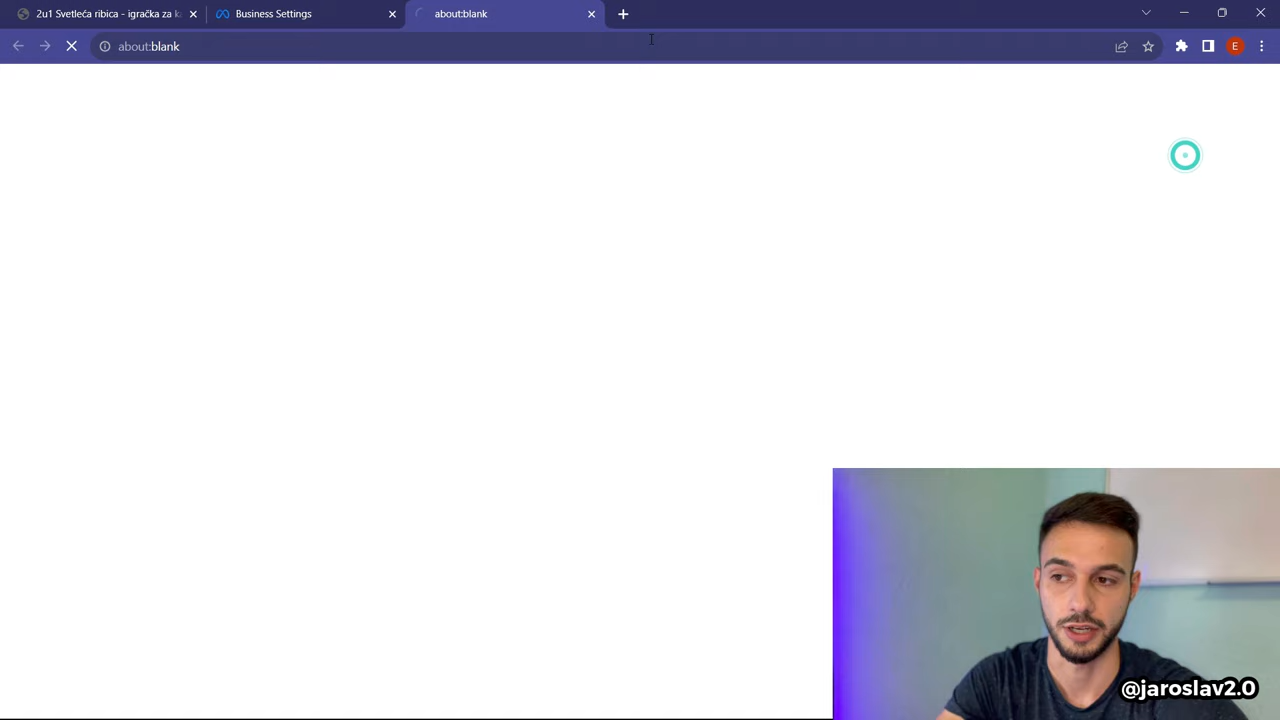 2u1 Svetleća ribica - igračka za k
Business Settings
about:blank
about:blank
E
@jaroslav2.0